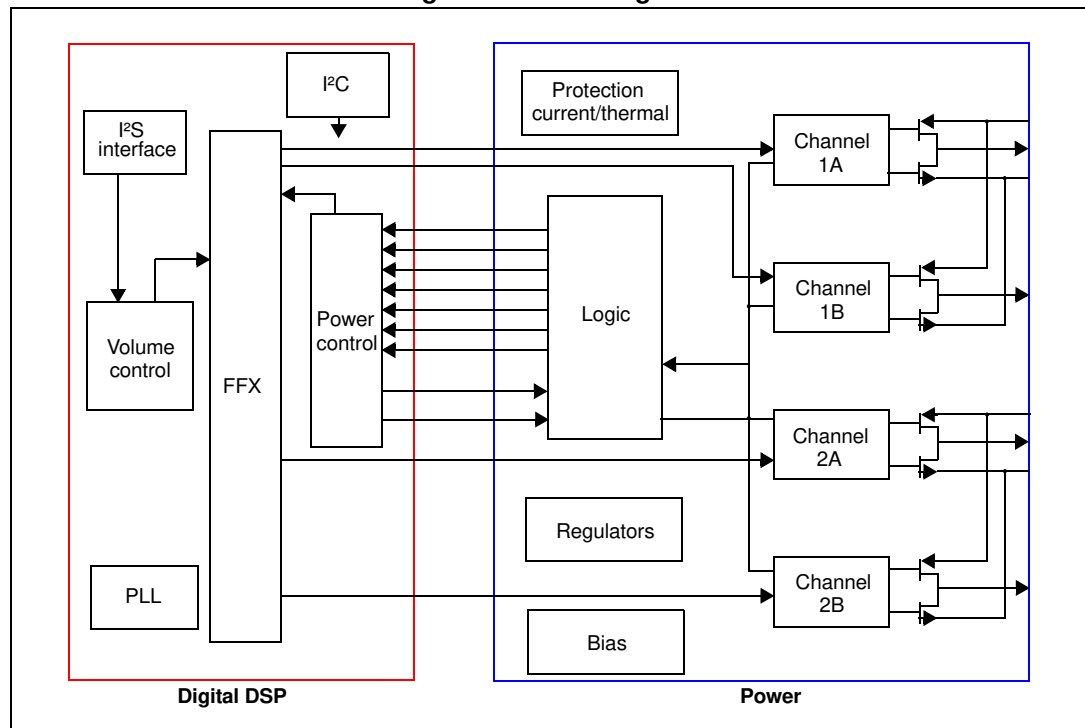 I²C
Protection
current/thermal
I²S
interface
Channel
1A
Channel
1B
Logic
Power
control
Volume
control
FFX
Channel
2A
Regulators
PLL
Channel
2B
Bias
Digital DSP
Power